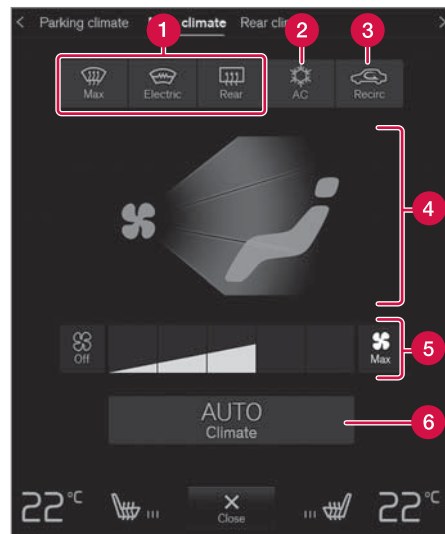 < Parking climate climate Rear >
1
2
3
Max Electric Rear AC Recirc
4
Off
Max
5
AUTO
Climate
6
22°C
Close
22°C